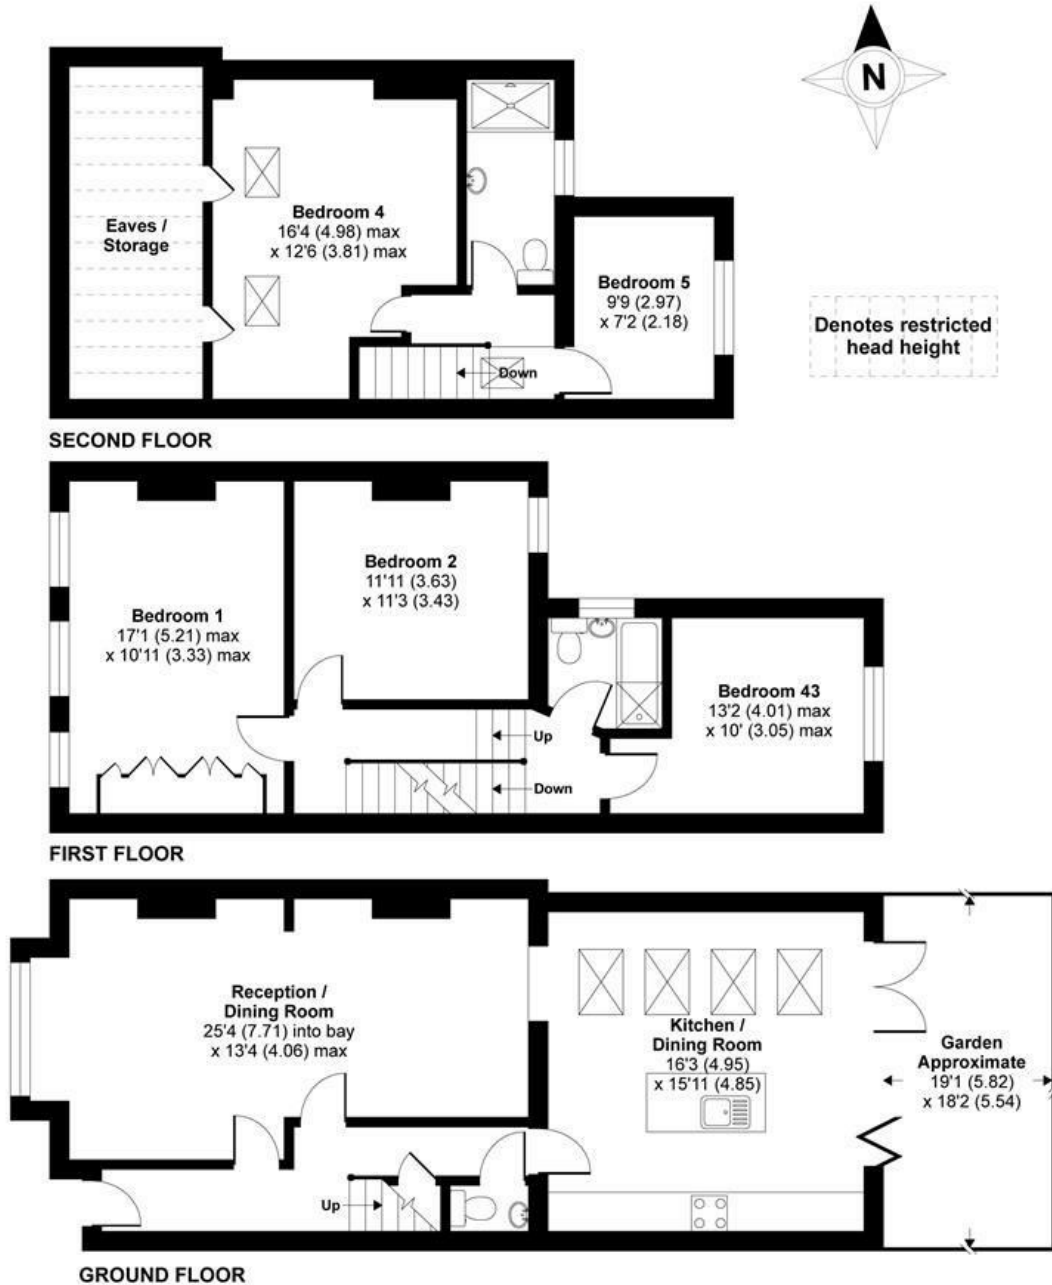 N
Eaves /
Storage
Bedroom 4
16'4 (4.98) max
x 12'6 (3.81) max
Bedroom 5
9'9 (2.97)
x 7'2 (2.18)
Down
Denotes restricted
head height
SECOND FLOOR
Bedroom 1
17'1 (5.21) max
x 10'11 (3.33) max
Bedroom 2
11'11 (3.63)
x 11'3 (3.43)
Bedroom 43
13'2 (4.01) max
x 10' (3.05) max
Up
Down
FIRST FLOOR
Reception /
Dining Room
25'4 (7.71) into bay
x 13'4 (4.06) max
Kitchen /
Dining Room
16'3 (4.95)
x 15'11 (4.85)
Garden
Approximate
19'1 (5.82)
x 18'2 (5.54)
Up
GROUND FLOOR